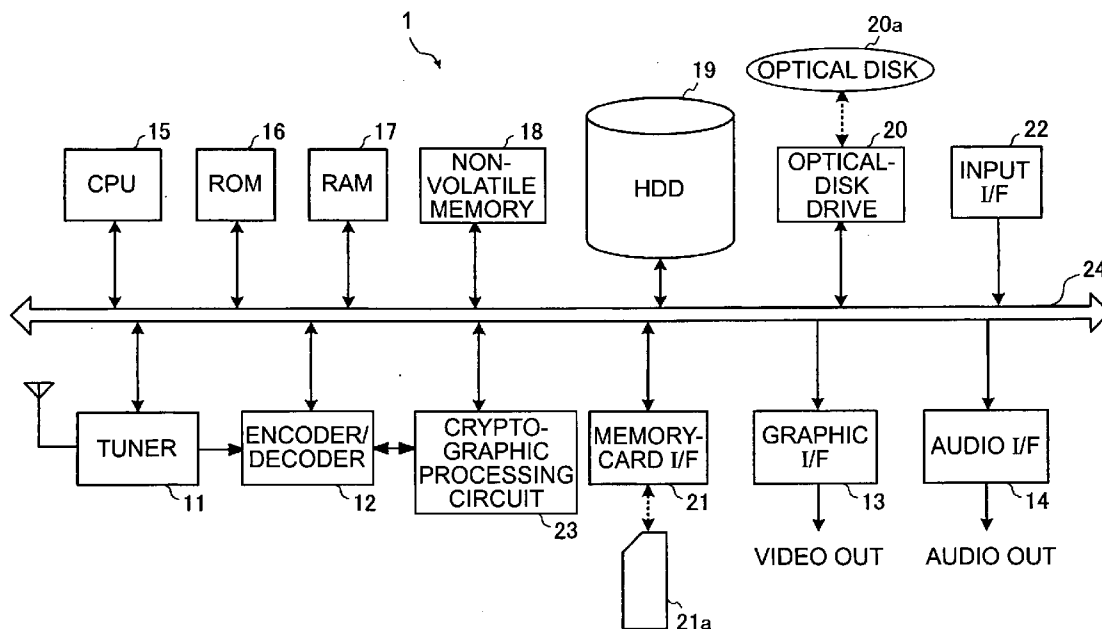 1
20a
OPTICAL DISK
19
15
16
17
18
20
22
CPU
ROM
RAM
NON-
VOLATILE
MEMORY
HDD
OPTICAL-
DISK
DRIVE
INPUT
I/F
24
TUNER
ENCODER/
DECODER
CRYPTO-
GRAPHIC
PROCESSING
CIRCUIT
MEMORY-
CARD I/F
GRAPHIC
I/F
AUDIO I/F
11
12
23
21
13
14
VIDEO OUT
AUDIO OUT
21a